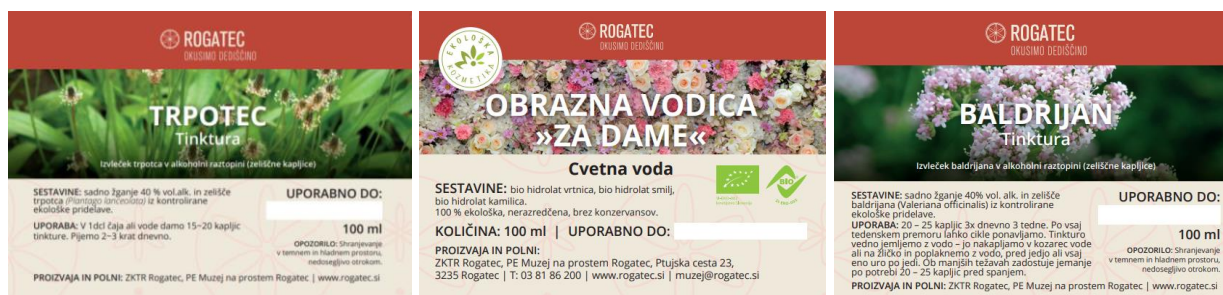 ROGATEC
OKUSIMO DEDIŠČINO
TRPOTEC
Tinktura
Izvleček trpotca v alkoholni raztopini (zeliščne kapljice)
SESTAVINE: sadno žganje 40 % vol.alk. in zelišče
trpotca (Plantago lanceolata) iz kontrolirane
ekološke pridelave.
UPORABA: V 1dcl čaja ali vode damo 15–20 kapljic
tinkture. Pijemo 2–3 krat dnevno.
UPORABNO DO:
100 ml
OPOZORILO: Shranjevanje
v temnem in hladnem prostoru,
nedosegljivo otrokom.
PROIZVAJA IN POLNI: ZKTR Rogatec, PE Muzej na prostem Rogatec | www.rogatec.si
EKOLOŠKA
KOZMETIKA
ROGATEC
OKUSIMO DEDIŠČINO
OBRAZNA VODICA
»ZA DAME«
Cvetna voda
SESTAVINE: bio hidrolat vrtnica, bio hidrolat smilj,
bio hidrolat kamilica.
100 % ekološka, nerazredčena, brez konzervansov.
BIO
KOLIČINA: 100 ml | UPORABNO DO:
PROIZVAJA IN POLNI:
ZKTR Rogatec, PE Muzej na prostem Rogatec, Ptujska cesta 23,
3235 Rogatec | T: 03 81 86 200 | www.rogatec.si | muzej@rogatec.si
ROGATEC
OKUSIMO DEDIŠČINO
BALDRIJAN
Tinktura
Izvleček baldrijana v alkoholni raztopini (zeliščne kapljice)
SESTAVINE: sadno žganje 40% vol. alk. in zelišče
baldrijana (Valeriana officinalis) iz kontrolirane
ekološke pridelave.
UPORABA: 20 – 25 kapljic 3x dnevno 3 tedne. Po vsaj
tedenskem premoru lahko cikle ponavljamo. Tinkturo
vedno jemljemo z vodo – jo nakapljamo v kozarec vode
ali na žličko in poplaknemo z vodo, pred jedjo ali vsaj
eno uro po jedi. Ob manjših težavah zadostuje jemanje
po potrebi 20 – 25 kapljic pred spanjem.
UPORABNO DO:
100 ml
OPOZORILO: Shranjevanje
v temnem in hladnem prostoru,
nedosegljivo otrokom.
PROIZVAJA IN POLNI: ZKTR Rogatec, PE Muzej na prostem Rogatec | www.rogatec.si